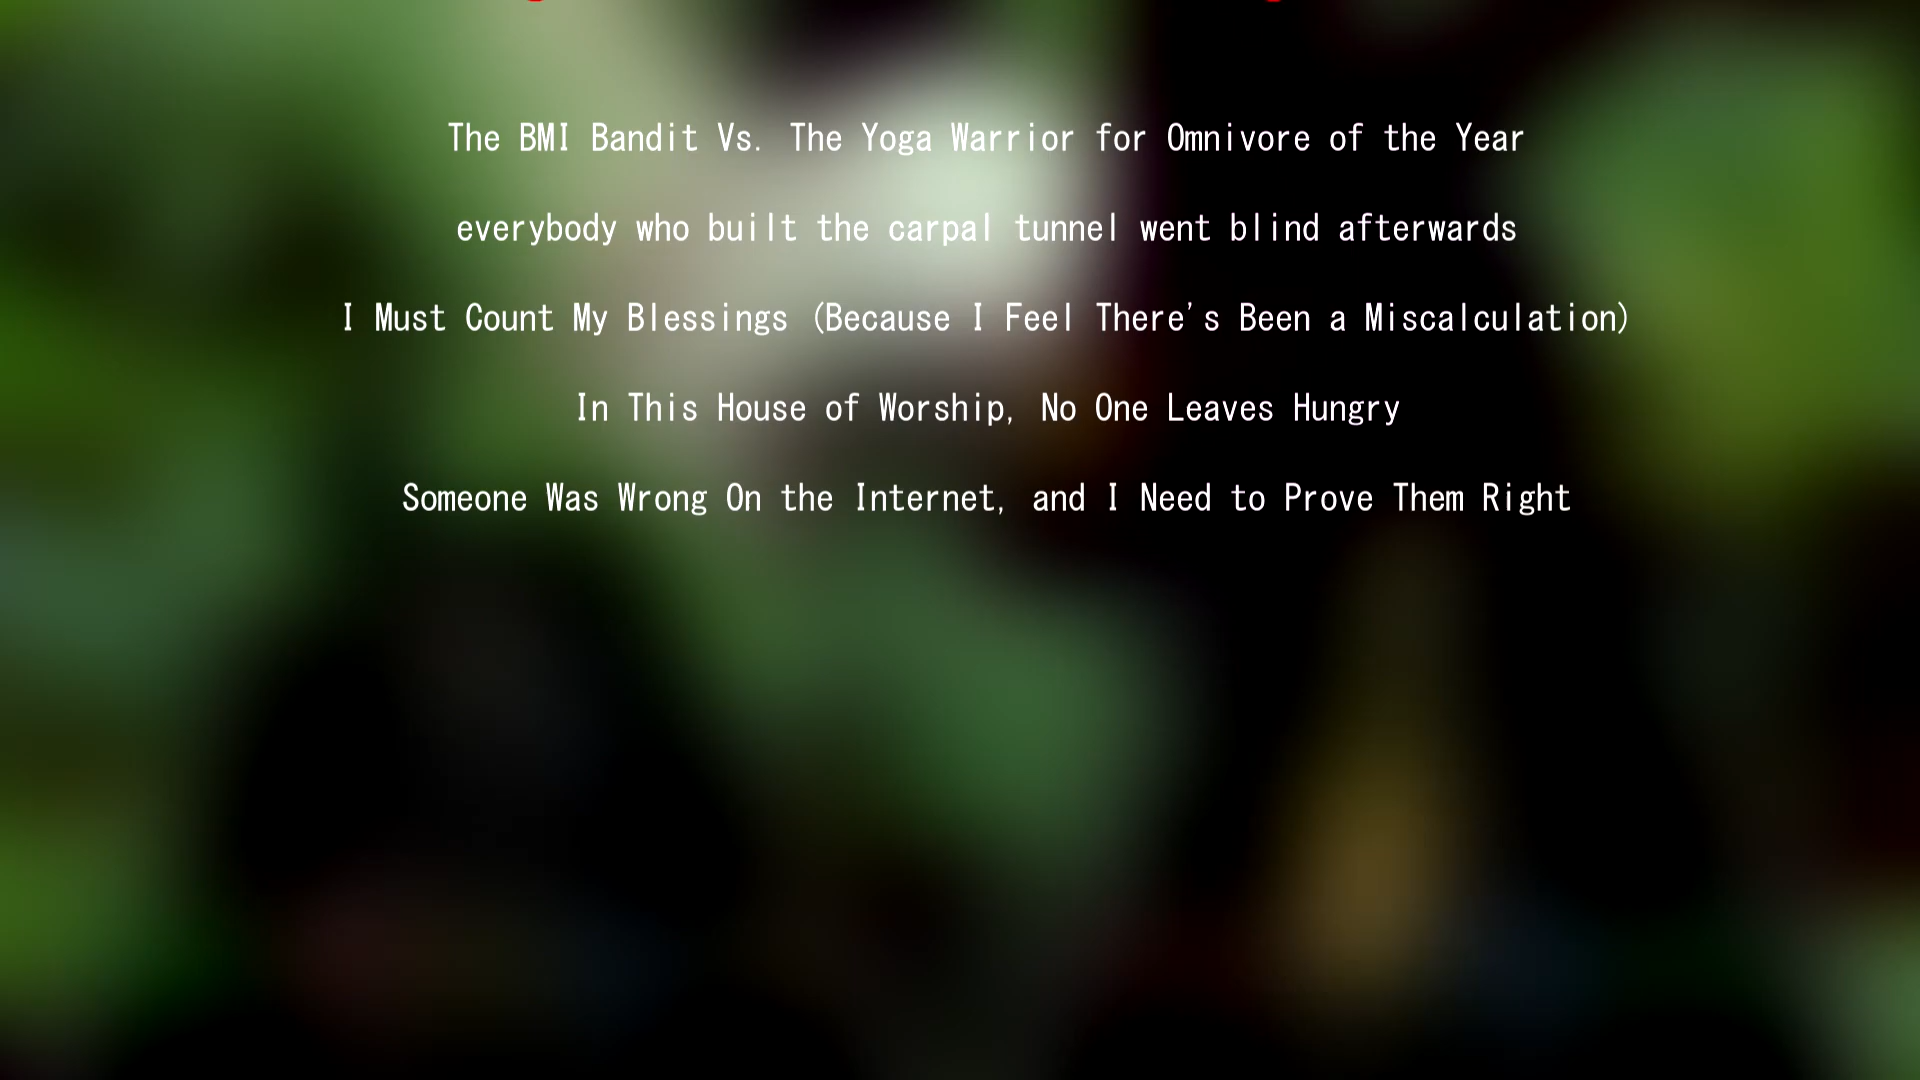 The BMI Bandit Vs. The Yoga Warrior for Omnivore of the Year
everybody who built the carpal tunnel went blind afterwards
I Must Count My Blessings (Because I Feel There's Been a Miscalculation)
In This House of Worship, No One Leaves Hungry
Someone Was Wrong On the Internet, and I Need to Prove Them Right